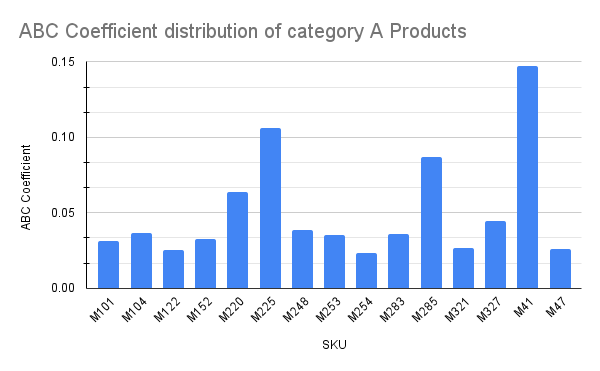 ABC Coefficient distribution of category A Products
ABC Coefficient
0.15
0.10
0.05
0.00
M101
M104
M122
M152
M220
M225
M248
M253
M254
M283
M285
M321
M327
M41
M47
SKU